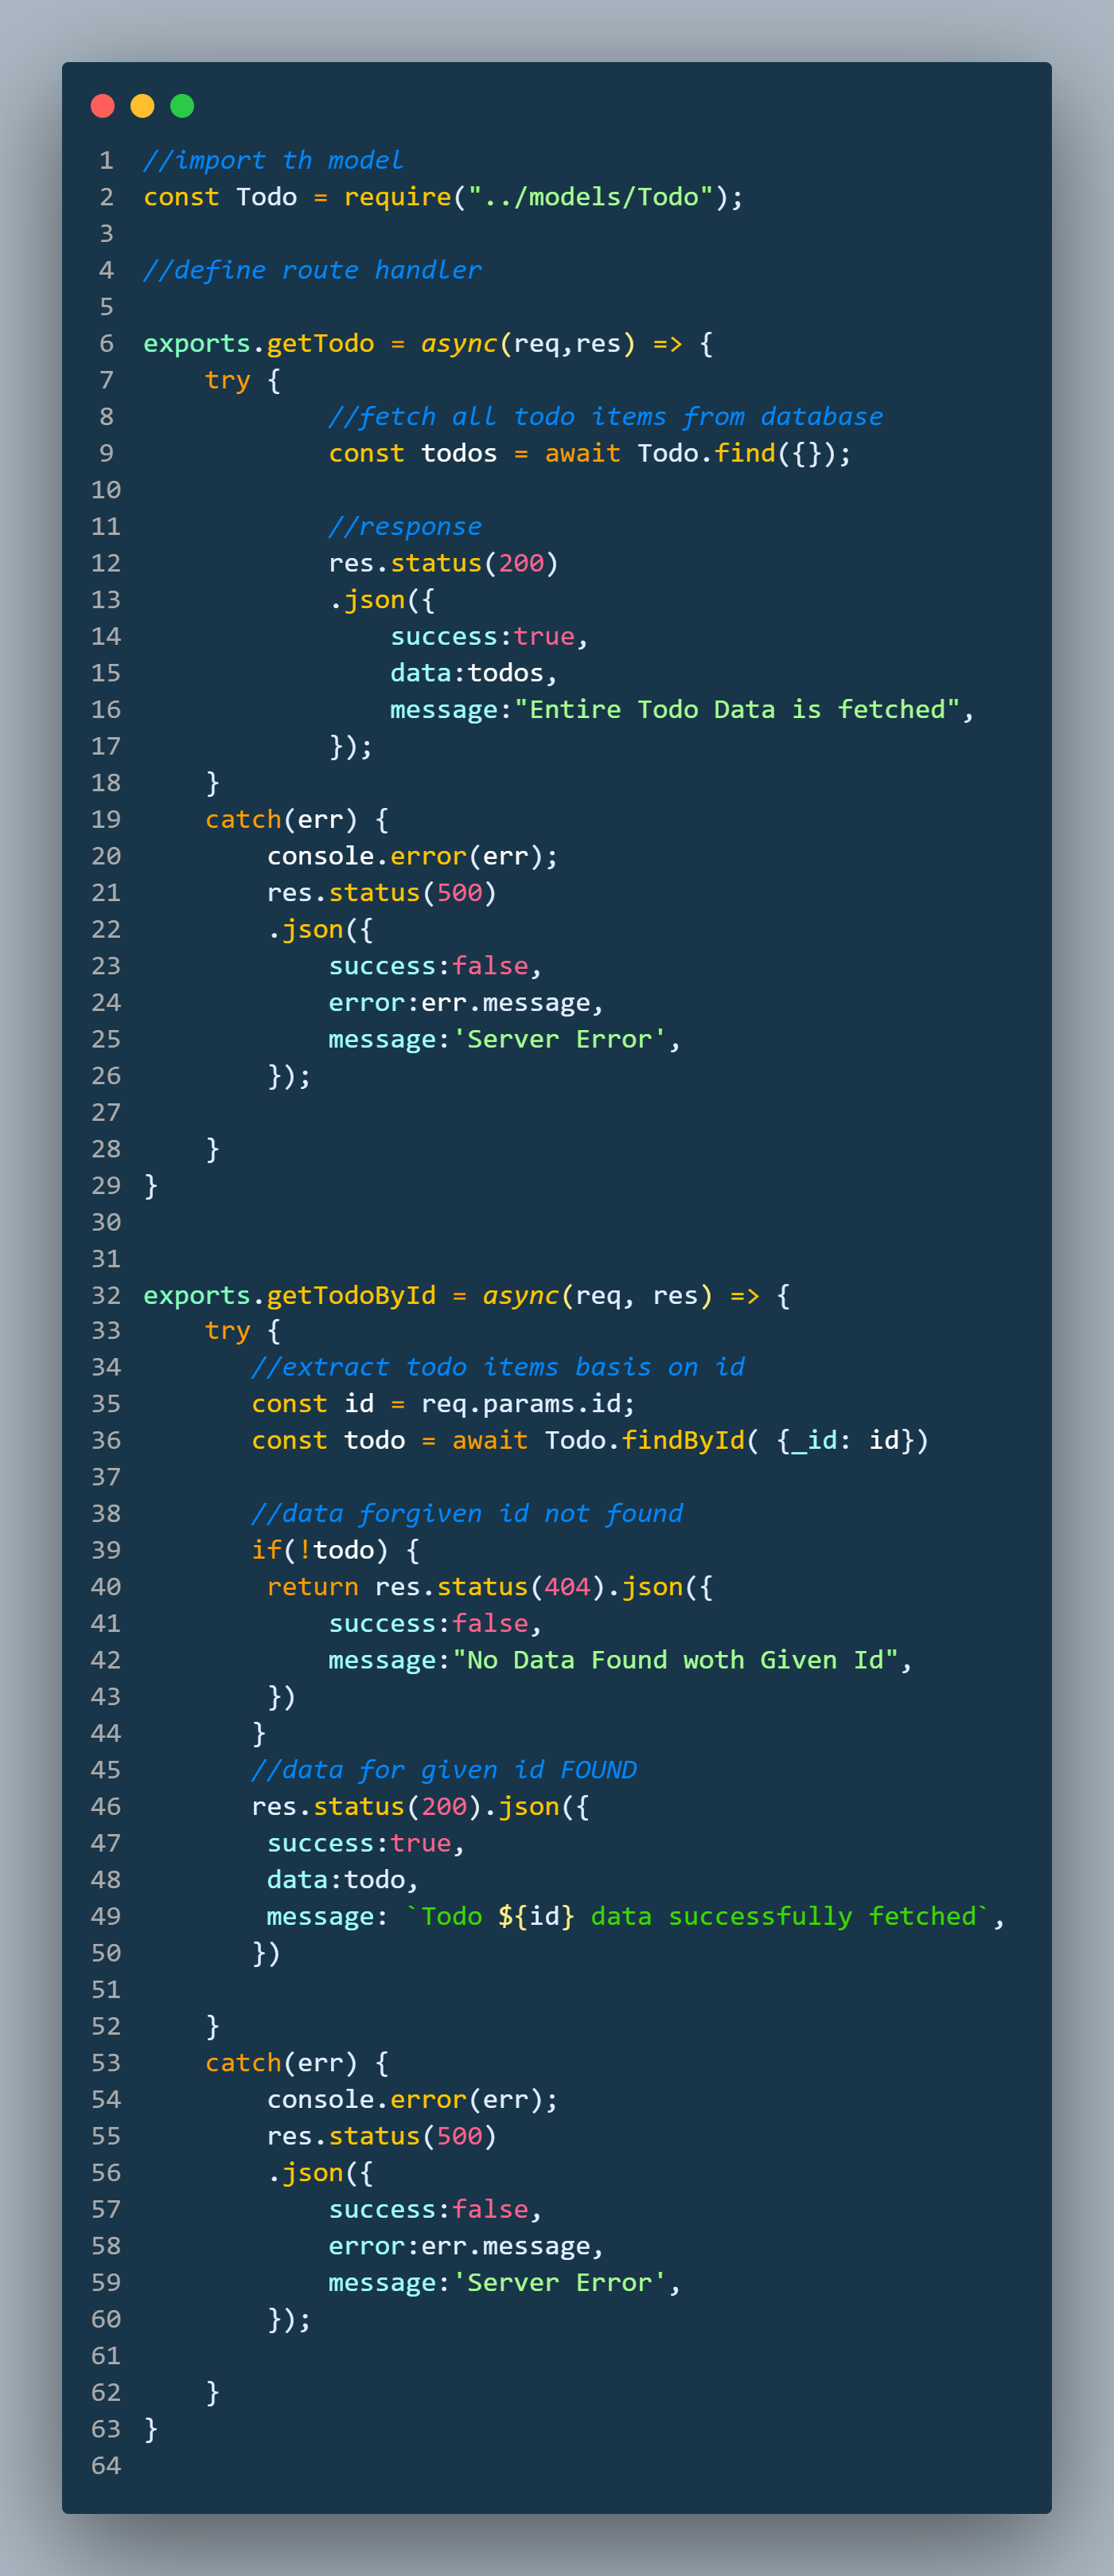 1 //import th model
2 const Todo = require("../models/Todo");
3
4 //define route handler
5
6 exports.getTodo = async(req,res) => {
7     try {
8             //fetch all todo items from database
9             const todos = await Todo.find({});
10
11             //response
12             res.status(200)
13             .json({
14                 success:true,
15                 data:todos,
16                 message:"Entire Todo Data is fetched",
17             });
18     }
19     catch(err) {
20         console.error(err);
21         res.status(500)
22         .json({
23             success:false,
24             error:err.message,
25             message:'Server Error',
26         });
27
28     }
29 }
30
31
32 exports.getTodoById = async(req, res) => {
33     try {
34        //extract todo items basis on id
35        const id = req.params.id;
36        const todo = await Todo.findById( {_id: id})
37
38        //data forgiven id not found
39        if(!todo) {
40         return res.status(404).json({
41             success:false,
42             message:"No Data Found woth Given Id",
43         })
44        }
45        //data for given id FOUND
46        res.status(200).json({
47         success:true,
48         data:todo,
49         message: `Todo ${id} data successfully fetched`,
50        })
51
52     }
53     catch(err) {
54         console.error(err);
55         res.status(500)
56         .json({
57             success:false,
58             error:err.message,
59             message:'Server Error',
60         });
61
62     }
63 }
64